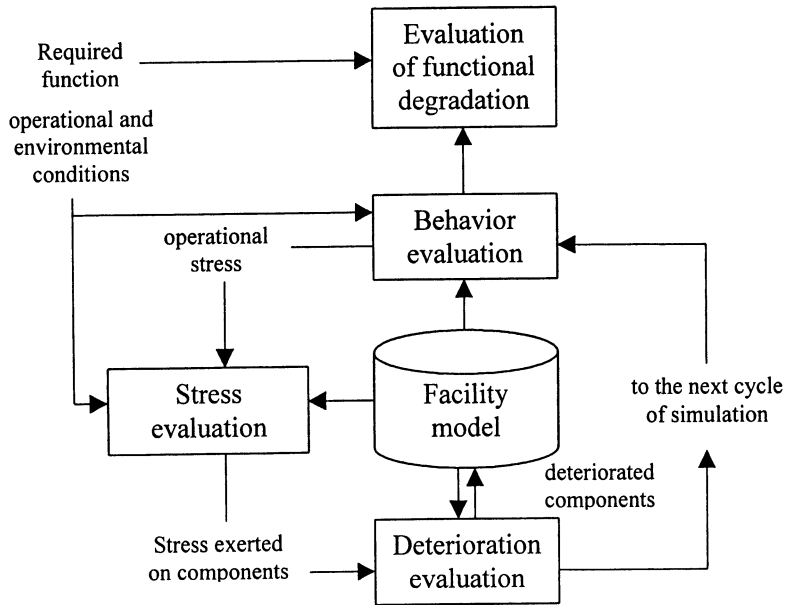 Evaluation
of functional
degradation
Required
function
operational and
environmental
conditions
Behavior
evaluation
operational
stress
Stress
evaluation
Facility
model
to the next cycle
of simulation
deteriorated
components
Stress exerted
on components
Deterioration
evaluation